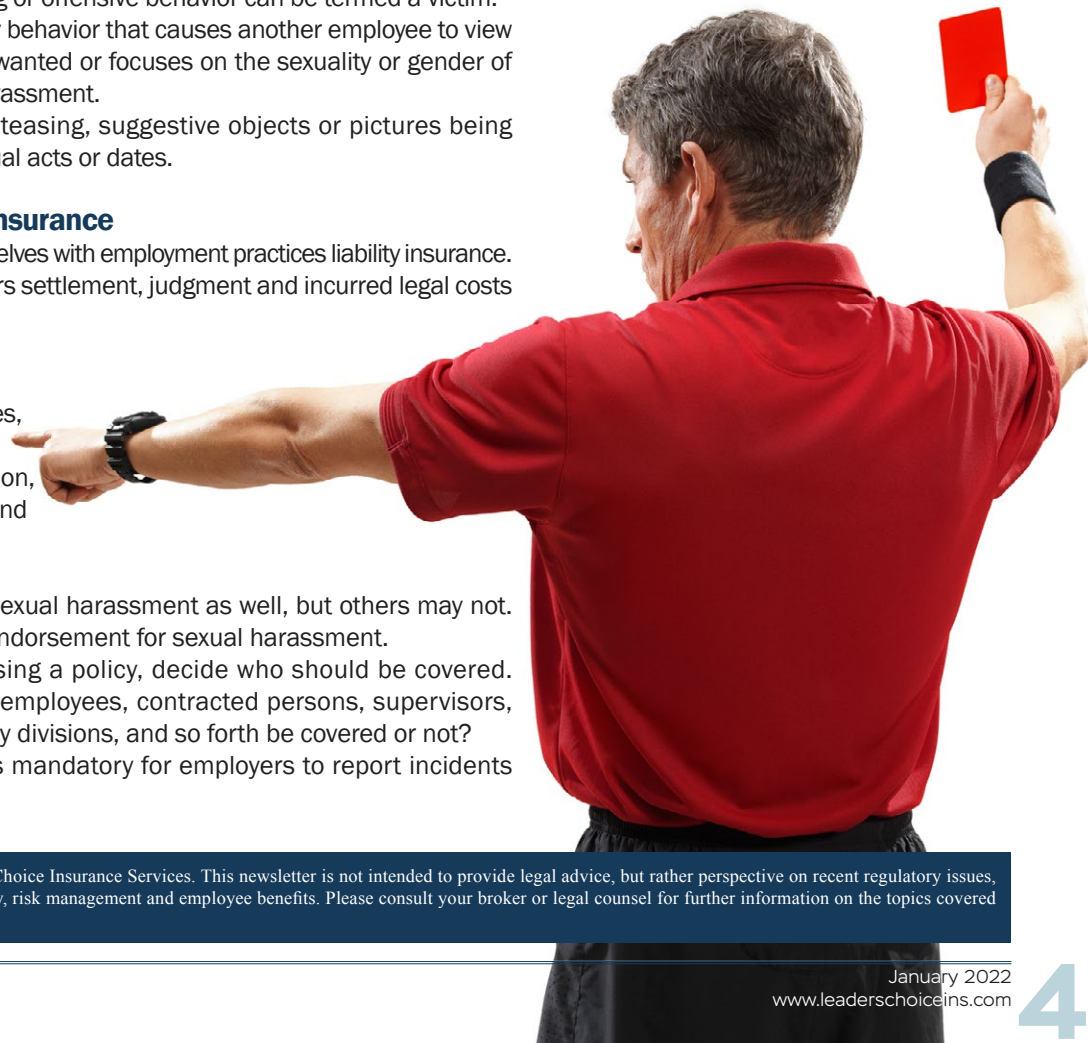 g or offensive behavior can be termed a victim.
behavior that causes another employee to view
wanted or focuses on the sexuality or gender of
rassment.
teasing, suggestive objects or pictures being
ual acts or dates.
nsurance
elves with employment practices liability insurance.
rs settlement, judgment and incurred legal costs
es,
on,
nd
exual harassment as well, but others may not.
ndorsement for sexual harassment.
sing a policy, decide who should be covered.
employees, contracted persons, supervisors,
y divisions, and so forth be covered or not?
s mandatory for employers to report incidents
Choice Insurance Services. This newsletter is not intended to provide legal advice, but rather perspective on recent regulatory issues,
y, risk management and employee benefits. Please consult your broker or legal counsel for further information on the topics covered
January 2022
www.leaderschoiceins.com
4